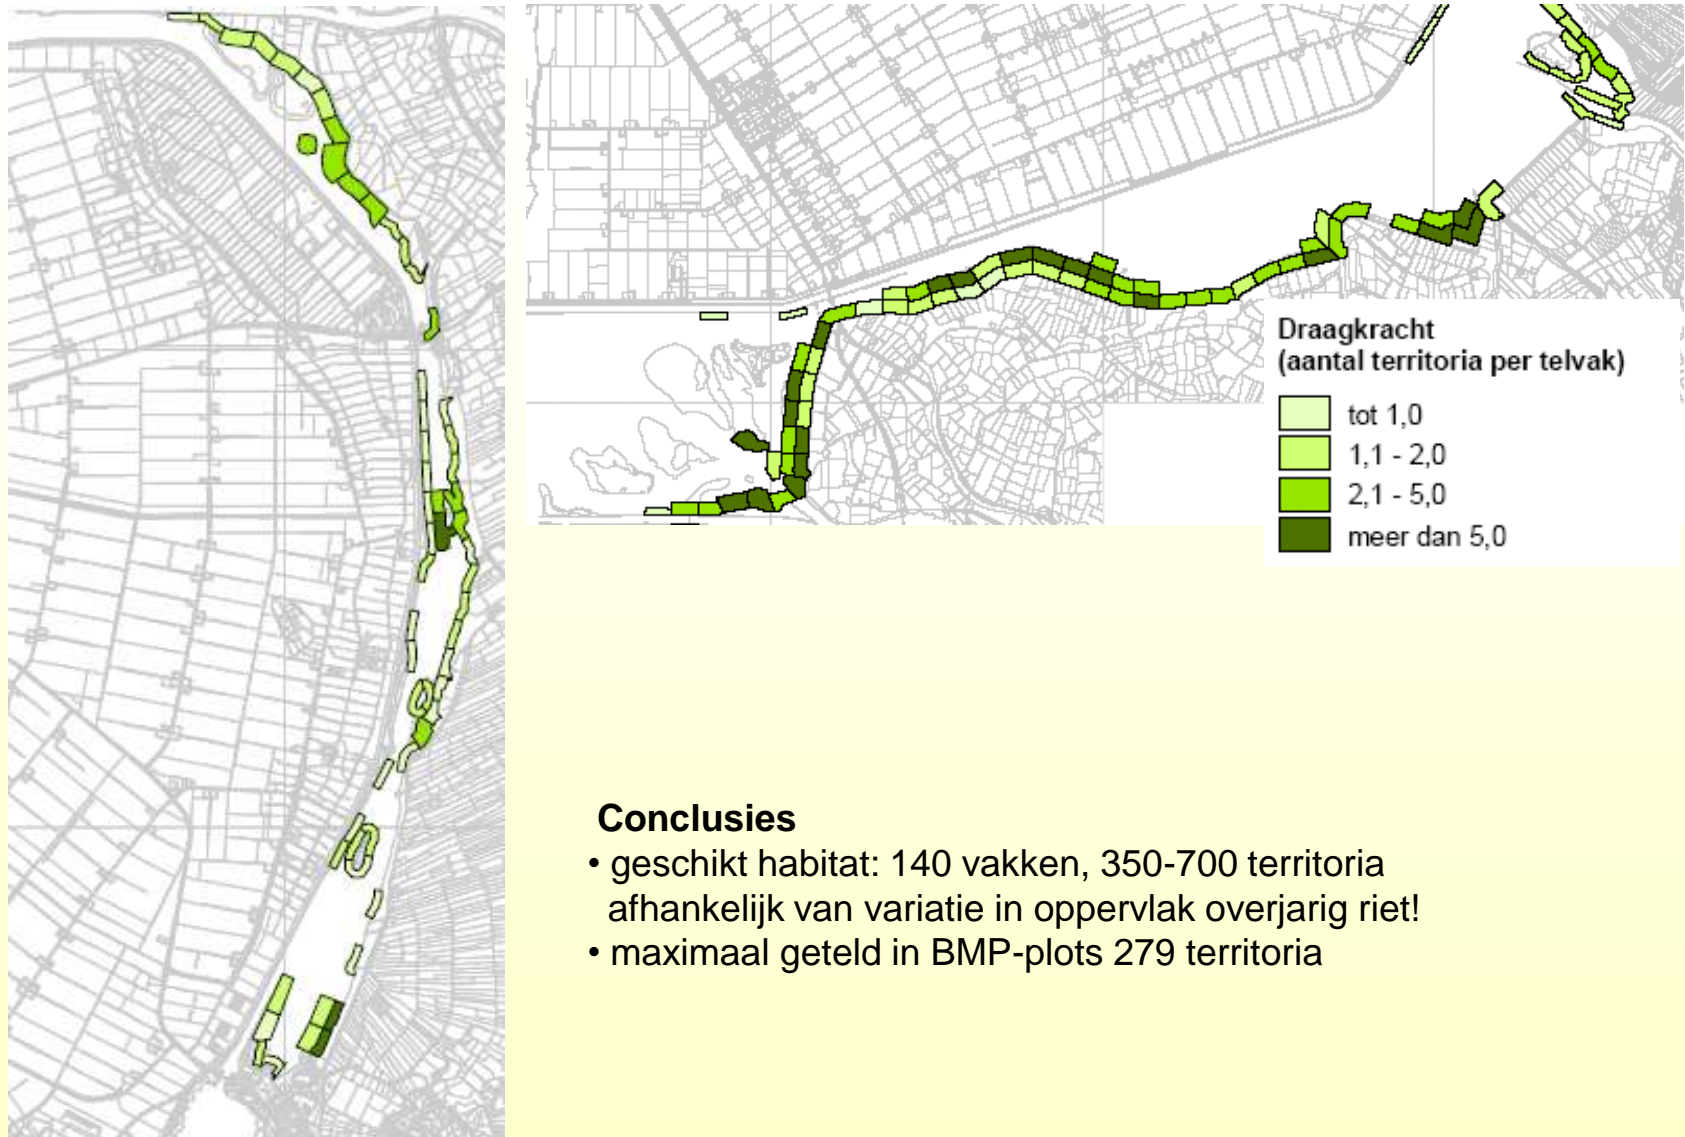 Draagkracht
(aantal territoria per telvak)
tot 1,0
1,1 - 2,0
2,1 - 5,0
meer dan 5,0
Conclusies
• geschikt habitat: 140 vakken, 350-700 territoria
afhankelijk van variatie in oppervlak overjarig riet!
• maximaal geteld in BMP-plots 279 territoria